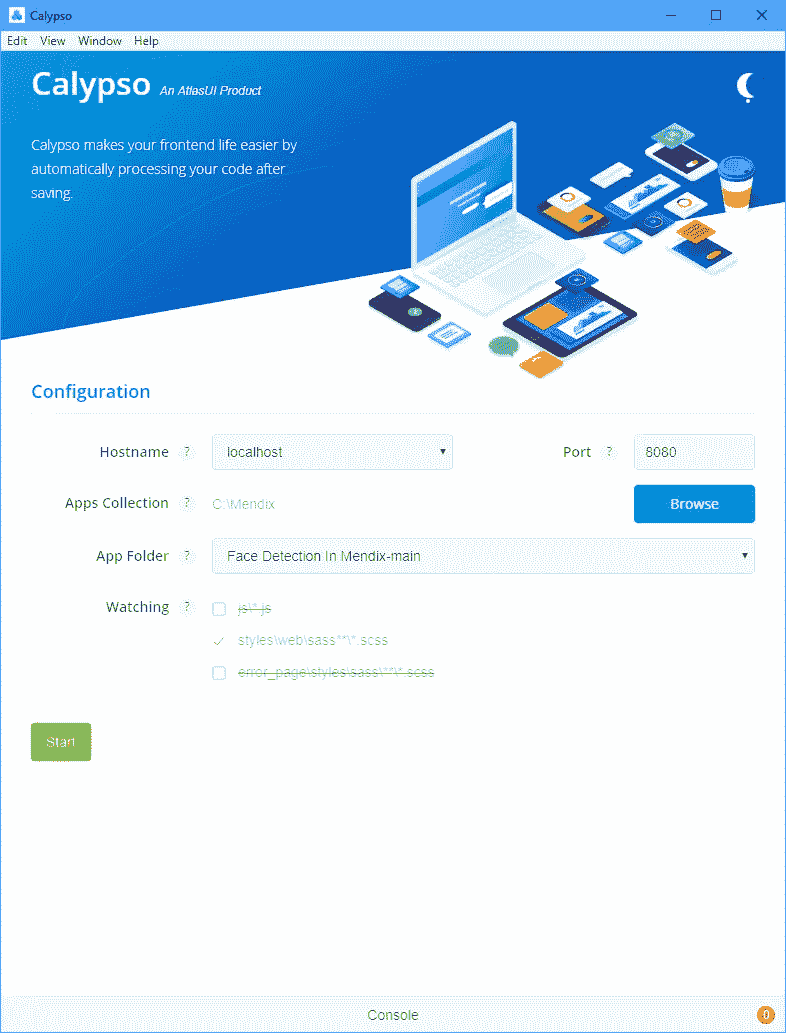 Calypso
Edit View Window Help
Calypso An AtlasUI Product
Calypso makes your frontend life easier by
automatically processing your code after
saving.
Configuration
Hostname ? localhost Port ? 8080
Apps Collection ? C:\Mendix Browse
App Folder ? Face Detection In Mendix-main
Watching ? js\*.js
styles\web\sass**\*.scss
error_page\styles\sass\**\*.scss
Start
Console 0